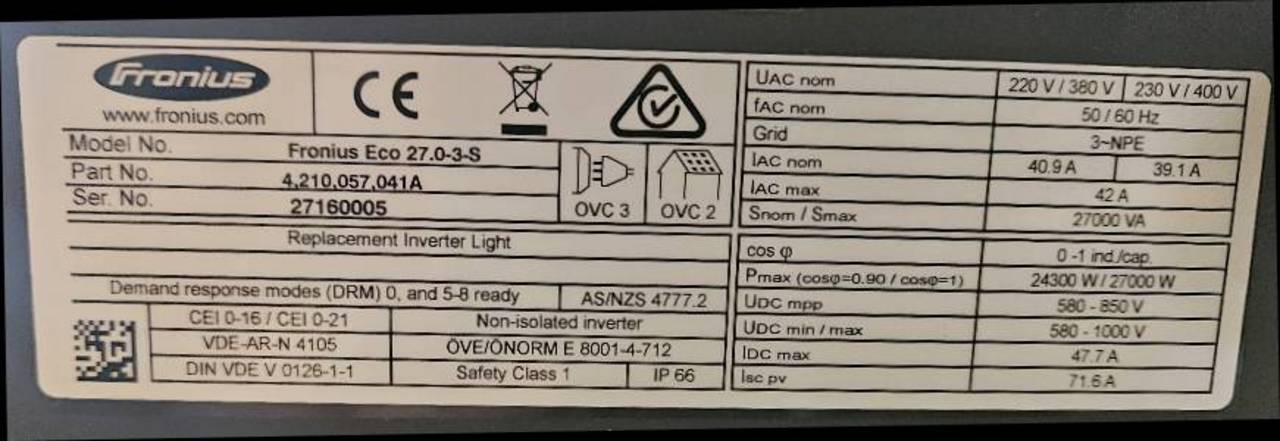 Fronius
www.fronius.com
CE
Model No. Fronius Eco 27.0-3-S
Part No. 4,210,057,041A
Ser. No. 27160005
OVC 3 OVC 2
Replacement Inverter Light
Demand response modes (DRM) 0, and 5-8 ready AS/NZS 4777.2
CEI 0-16 / CEI 0-21 Non-isolated inverter
VDE-AR-N 4105 ÖVE/ÖNORM E 8001-4-712
DIN VDE V 0126-1-1 Safety Class 1 IP 66
UAC nom 220 V / 380 V 230 V / 400 V
fAC nom 50 / 60 Hz
Grid 3~NPE
IAC nom 40.9 A 39.1 A
IAC max 42 A
Snom / Smax 27000 VA
cos φ 0 -1 ind./cap.
Pmax (cosφ=0.90 / cosφ=1) 24300 W / 27000 W
UDC mpp 580 - 850 V
UDC min / max 580 - 1000 V
IDC max 47.7 A
Isc pv 71.6 A